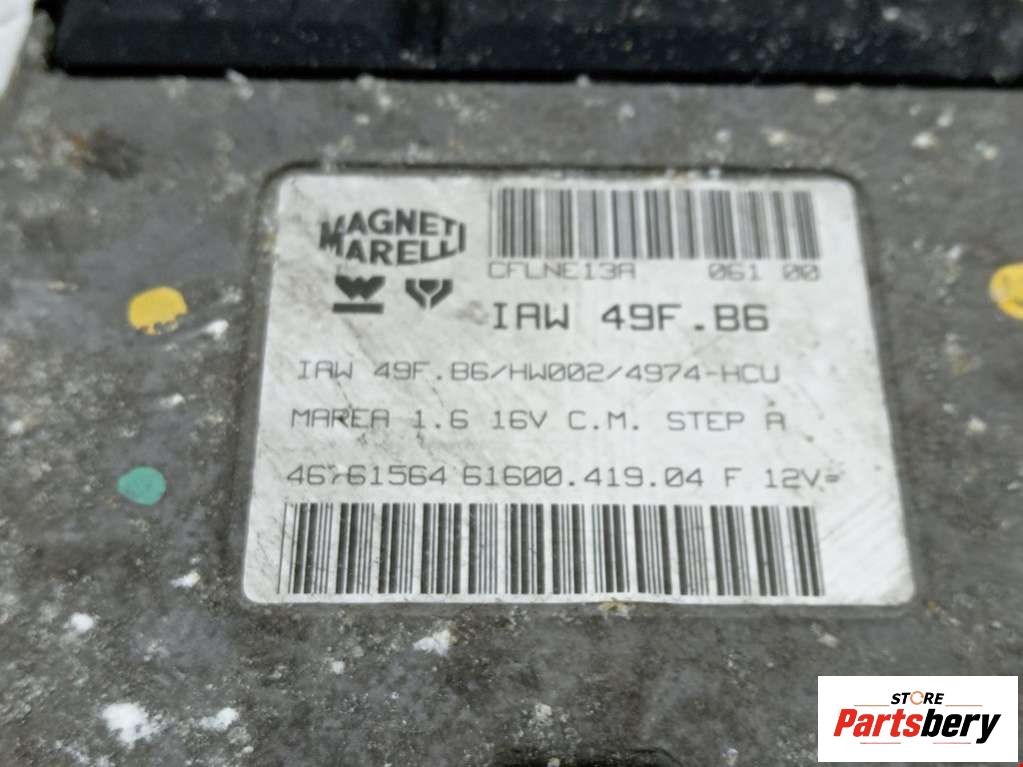 MAGNETI
MARELLI
CFLNE13A 061 00
IAW 49F.B6
IAW 49F.B6/HW002/4974-HCU
MAREA 1.6 16V C.M. STEP A
46761564 61600.419.04 F 12V=
STORE
Partsbery